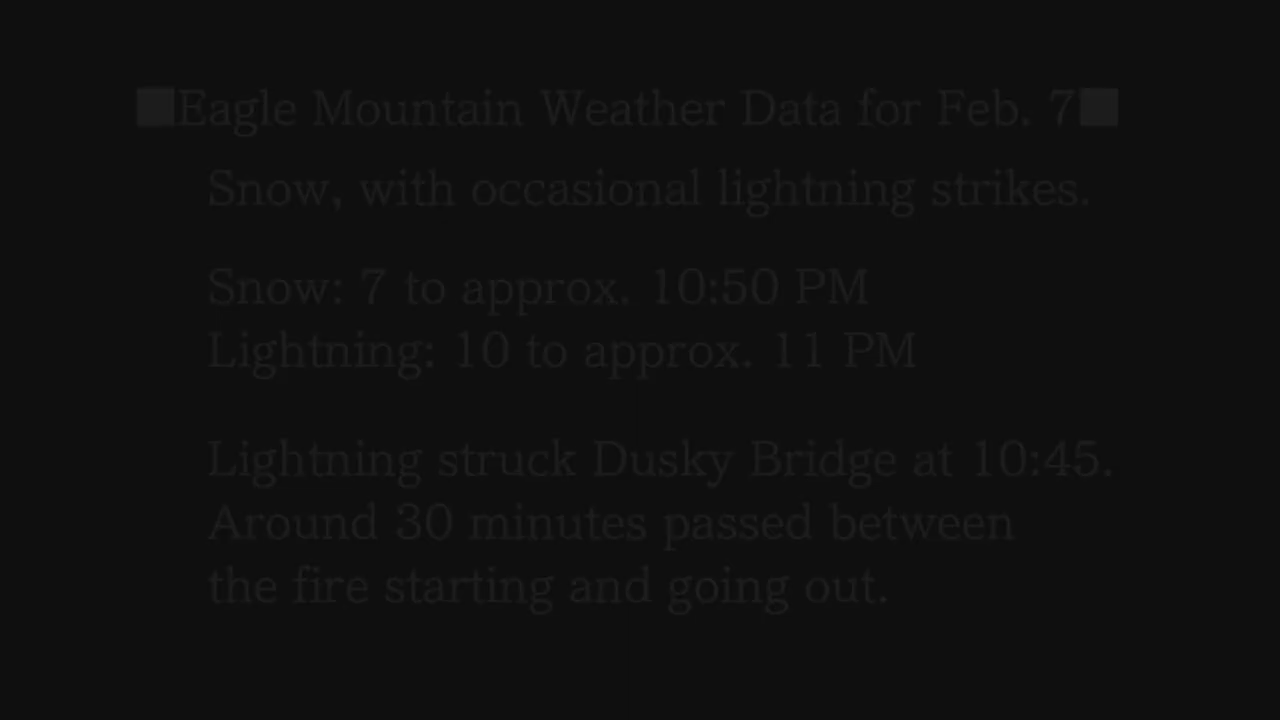 ■Eagle Mountain Weather Data for Feb. 7■
Snow, with occasional lightning strikes.
Snow: 7 to approx. 10:50 PM
Lightning: 10 to approx. 11 PM
Lightning struck Dusky Bridge at 10:45.
Around 30 minutes passed between
the fire starting and going out.